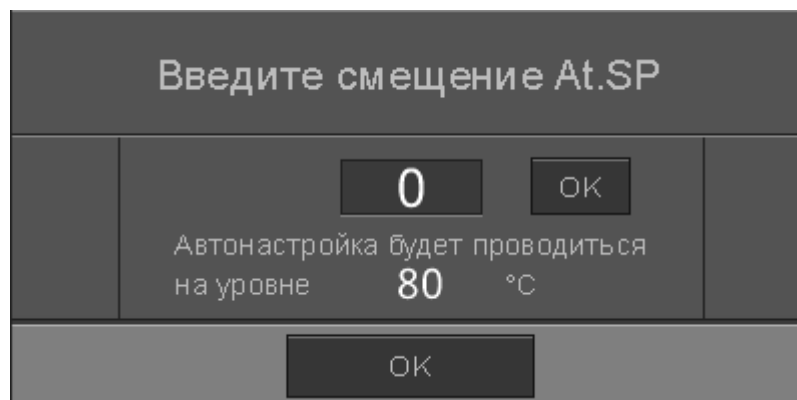 Введите смещение At.SP
0 OK
Автонастройка будет проводиться
на уровне 80 °C
OK